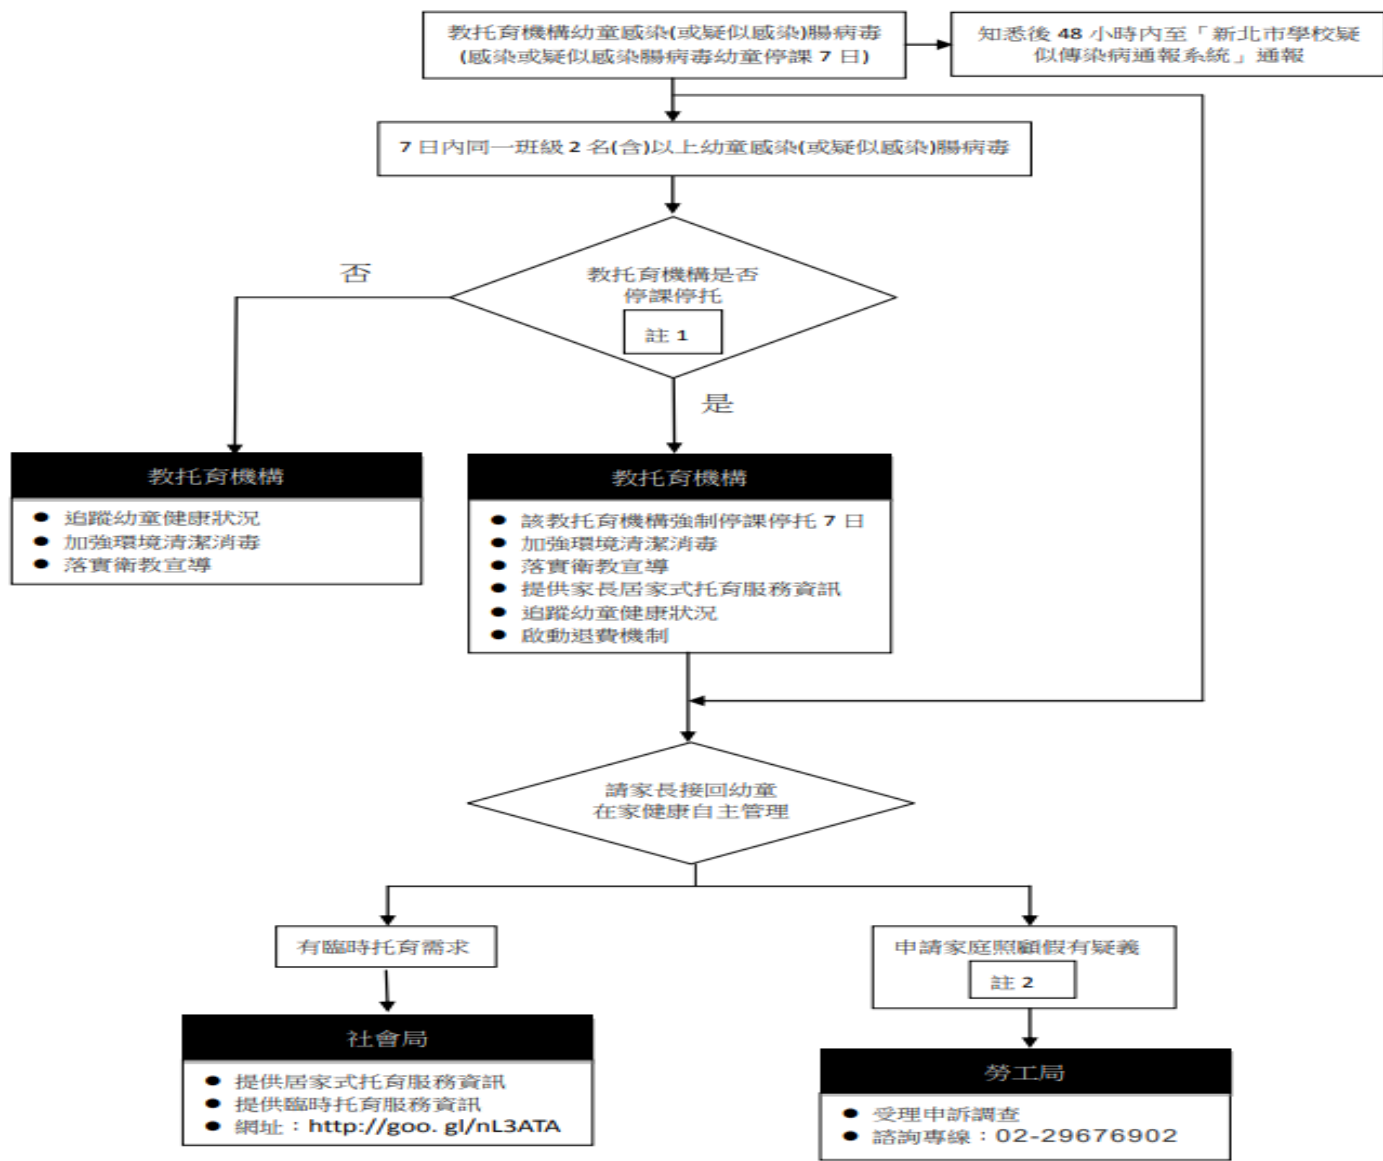 教托育機構幼童感染(或疑似感染)腸病毒
(感染或疑似感染腸病毒幼童停課 7 日)
知悉後 48 小時內至「新北市學校疑
似傳染病通報系統」通報
7 日內同一班級 2 名(含)以上幼童感染(或疑似感染)腸病毒
教托育機構是否
停課停托
註 1
否
是
教托育機構
● 追蹤幼童健康狀況
● 加強環境清潔消毒
● 落實衛教宣導
教托育機構
● 該教托育機構強制停課停托 7 日
● 加強環境清潔消毒
● 落實衛教宣導
● 提供家長居家式托育服務資訊
● 追蹤幼童健康狀況
● 啟動退費機制
請家長接回幼童
在家健康自主管理
有臨時托育需求
申請家庭照顧假有疑義
註 2
社會局
● 提供居家式托育服務資訊
● 提供臨時托育服務資訊
● 網址：http://goo. gl/nL3ATA
勞工局
● 受理申訴調查
● 諮詢專線：02-29676902